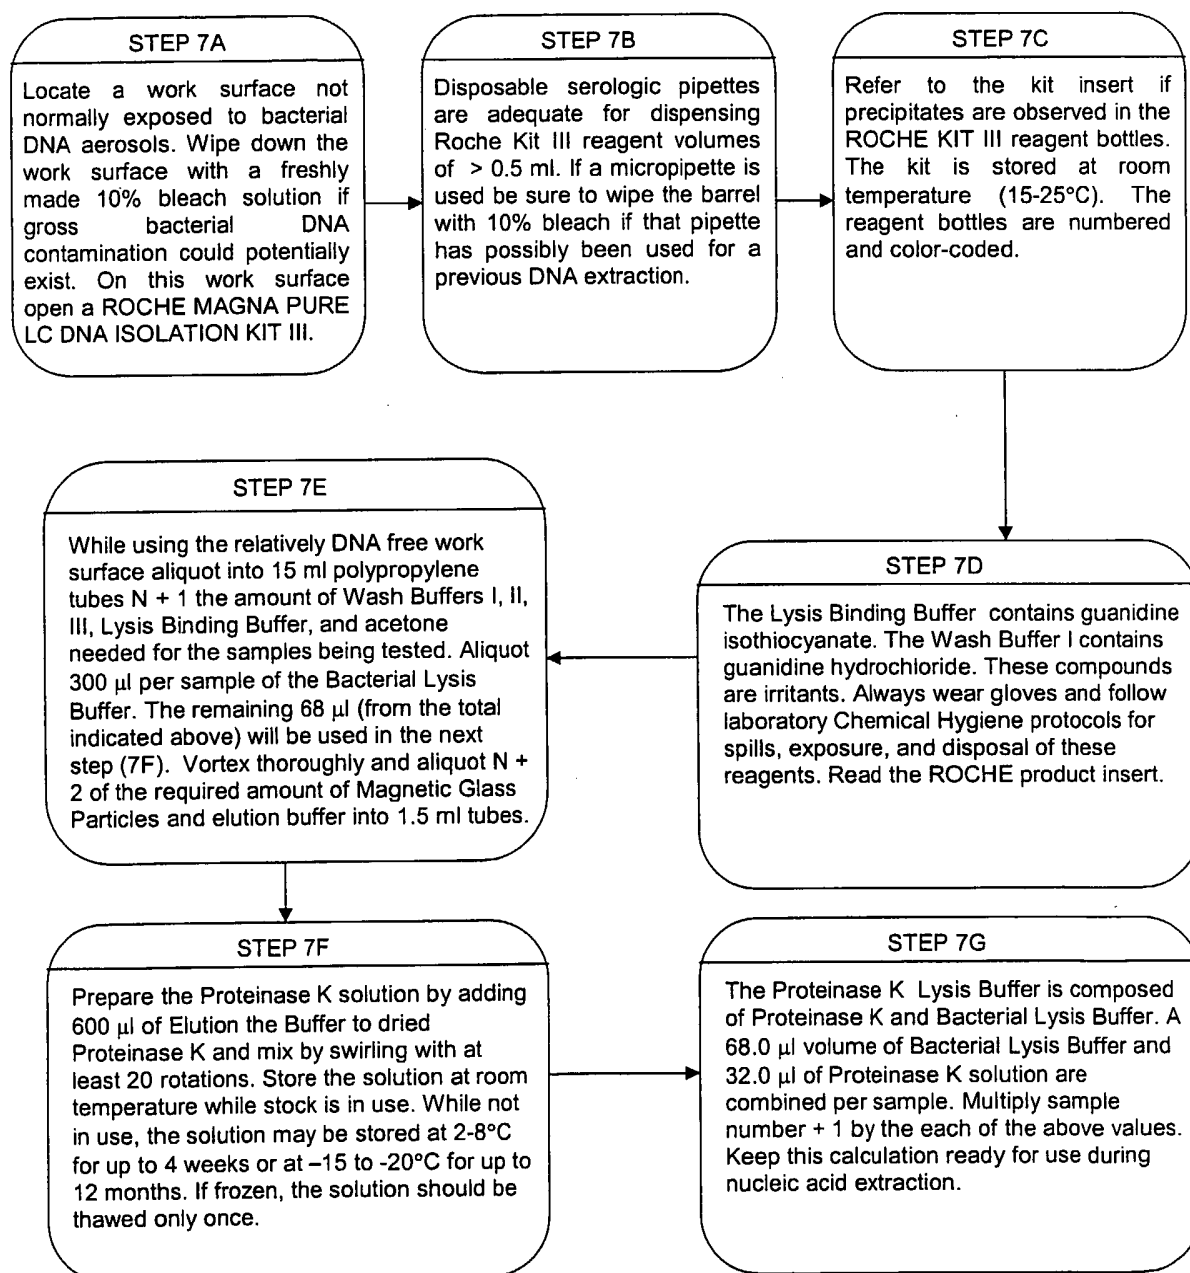 STEP 7A
Locate a work surface not
normally exposed to bacterial
DNA aerosols. Wipe down the
work surface with a freshly
made 10% bleach solution if
gross bacterial DNA
contamination could potentially
exist. On this work surface
open a ROCHE MAGNA PURE
LC DNA ISOLATION KIT III.
STEP 7B
Disposable serologic pipettes
are adequate for dispensing
Roche Kit III reagent volumes
of > 0.5 ml. If a micropipette is
used be sure to wipe the barrel
with 10% bleach if that pipette
has possibly been used for a
previous DNA extraction.
STEP 7C
Refer to the kit insert if
precipitates are observed in the
ROCHE KIT III reagent bottles.
The kit is stored at room
temperature (15-25°C). The
reagent bottles are numbered
and color-coded.
STEP 7D
The Lysis Binding Buffer contains guanidine
isothiocyanate. The Wash Buffer I contains
guanidine hydrochloride. These compounds
are irritants. Always wear gloves and follow
laboratory Chemical Hygiene protocols for
spills, exposure, and disposal of these
reagents. Read the ROCHE product insert.
STEP 7E
While using the relatively DNA free work
surface aliquot into 15 ml polypropylene
tubes N + 1 the amount of Wash Buffers I, II,
III, Lysis Binding Buffer, and acetone
needed for the samples being tested. Aliquot
300 µl per sample of the Bacterial Lysis
Buffer. The remaining 68 µl (from the total
indicated above) will be used in the next
step (7F). Vortex thoroughly and aliquot N +
2 of the required amount of Magnetic Glass
Particles and elution buffer into 1.5 ml tubes.
STEP 7F
Prepare the Proteinase K solution by adding
600 µl of Elution the Buffer to dried
Proteinase K and mix by swirling with at
least 20 rotations. Store the solution at room
temperature while stock is in use. While not
in use, the solution may be stored at 2-8°C
for up to 4 weeks or at –15 to -20°C for up to
12 months. If frozen, the solution should be
thawed only once.
STEP 7G
The Proteinase K Lysis Buffer is composed
of Proteinase K and Bacterial Lysis Buffer. A
68.0 µl volume of Bacterial Lysis Buffer and
32.0 µl of Proteinase K solution are
combined per sample. Multiply sample
number + 1 by the each of the above values.
Keep this calculation ready for use during
nucleic acid extraction.